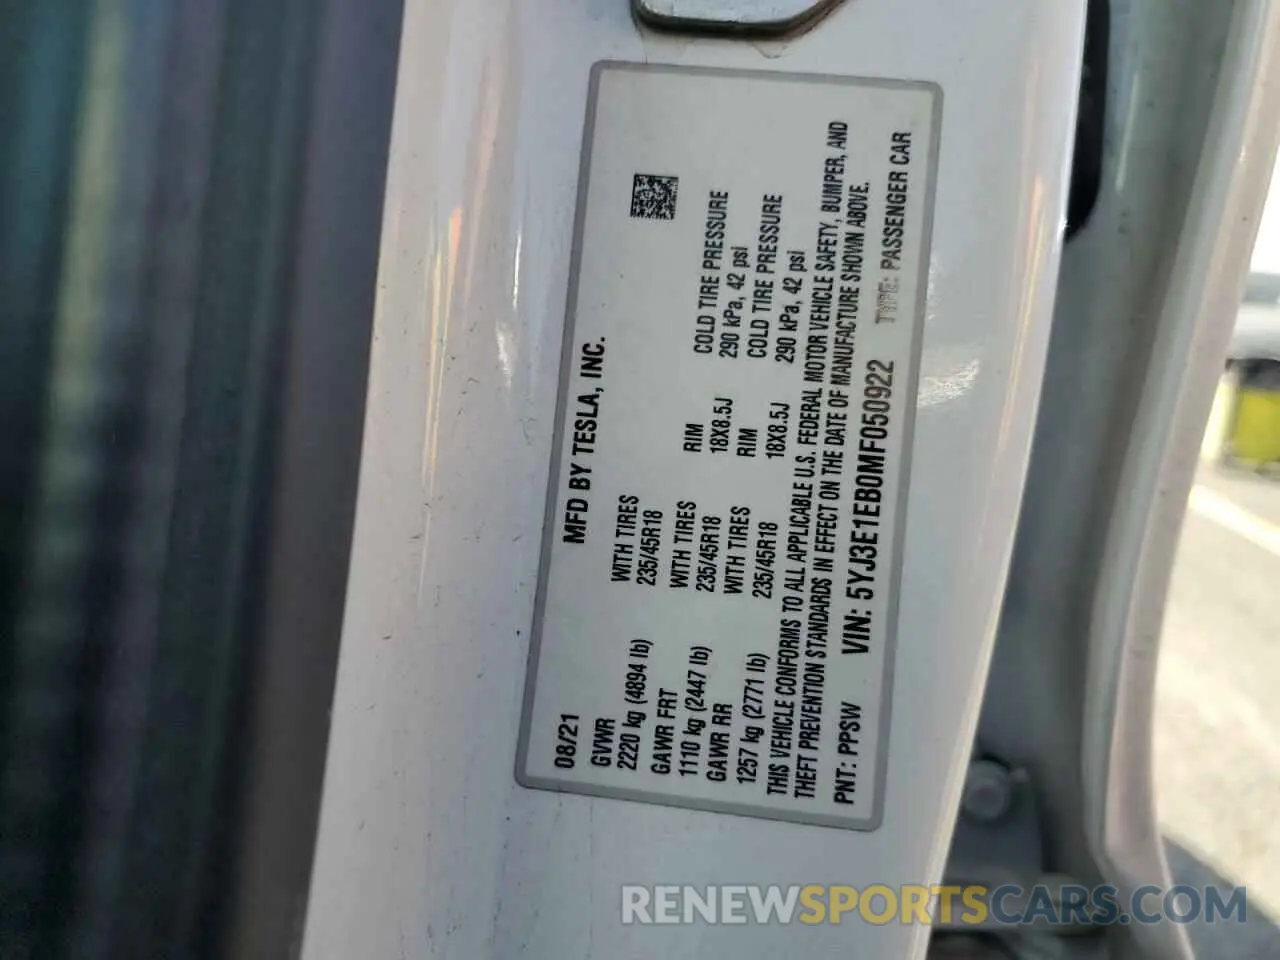 MFD BY TESLA, INC.
08/21
GVWR
2220 kg (4894 lb)
GAWR FRT
1110 kg (2447 lb)
GAWR RR
1257 kg (2771 lb)
WITH TIRES
235/45R18
WITH TIRES
235/45R18
WITH TIRES
235/45R18
RIM
18X8.5J
RIM
18X8.5J
COLD TIRE PRESSURE
290 kPa, 42 psi
COLD TIRE PRESSURE
290 kPa, 42 psi
THIS VEHICLE CONFORMS TO ALL APPLICABLE U.S. FEDERAL MOTOR VEHICLE SAFETY, BUMPER, AND
THEFT PREVENTION STANDARDS IN EFFECT ON THE DATE OF MANUFACTURE SHOWN ABOVE.
PNT: PPSW VIN: 5YJ3E1EB0MF050922 TYPE: PASSENGER CAR
RENEWSPORTSCARS.COM